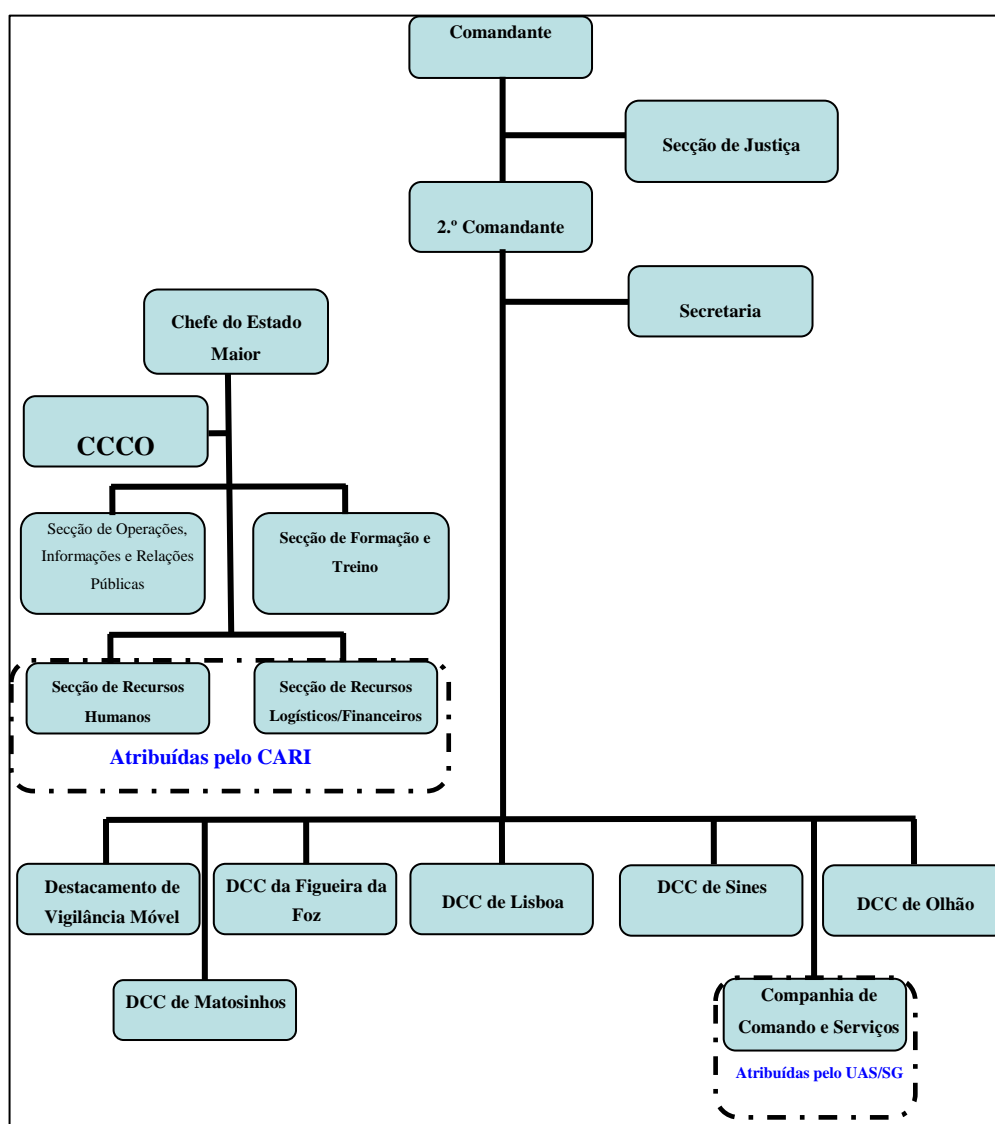 Comandante
Secção de Justiça
2.º Comandante
Secretaria
Chefe do Estado
Maior
CCCO
Secção de Operações,
Informações e Relações
Públicas
Secção de Formação e
Treino
Secção de Recursos
Humanos
Secção de Recursos
Logísticos/Financeiros
Atribuídas pelo CARI
Destacamento de
Vigilância Móvel
DCC da Figueira da
Foz
DCC de Lisboa
DCC de Sines
DCC de Olhão
DCC de Matosinhos
Companhia de
Comando e Serviços
Atribuídas pelo UAS/SG